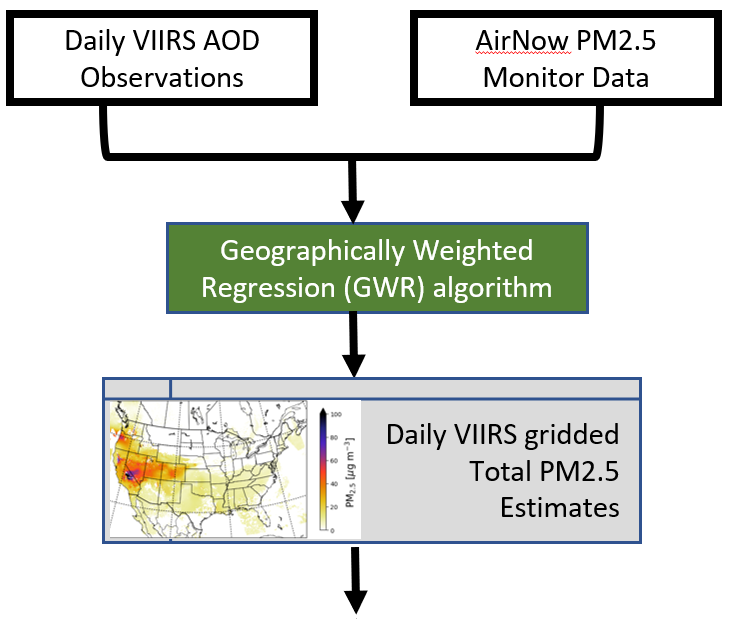 Daily VIIRS AOD
Observations
AirNow PM2.5
Monitor Data
Geographically Weighted
Regression (GWR) algorithm
100
80
60
40
20
0
PM2.5 [µg m−3]
Daily VIIRS gridded
Total PM2.5
Estimates